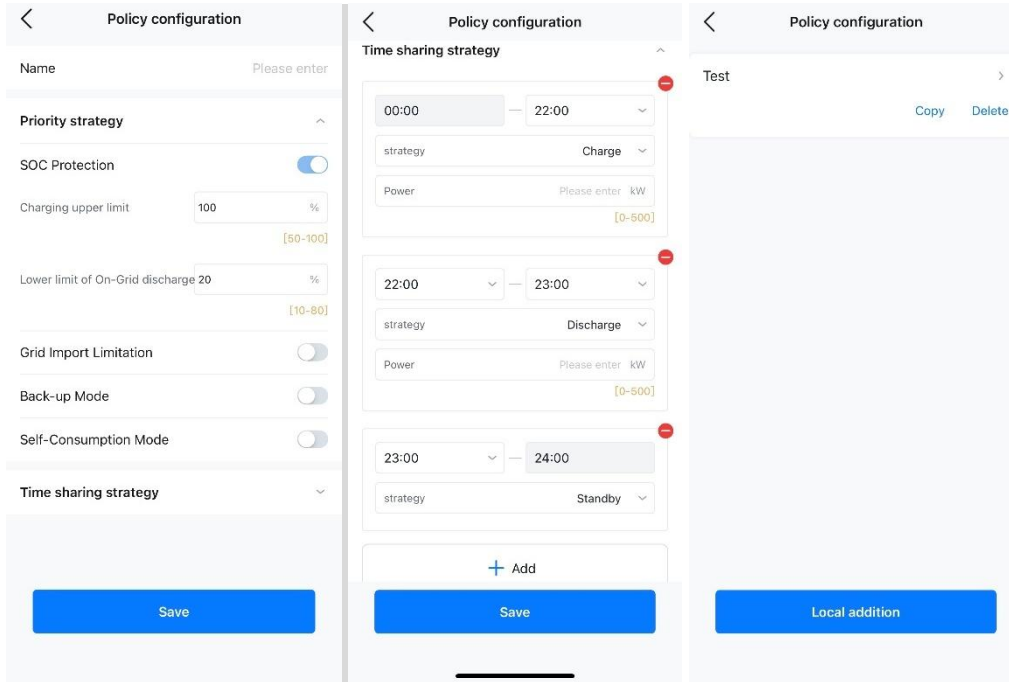 Policy configuration
Name Please enter
Priority strategy
SOC Protection
Charging upper limit 100 %
[50-100]
Lower limit of On-Grid discharge 20 %
[10-80]
Grid Import Limitation
Back-up Mode
Self-Consumption Mode
Time sharing strategy
Save
Policy configuration
Time sharing strategy
00:00 — 22:00
strategy Charge
Power Please enter kW
[0-500]
22:00 — 23:00
strategy Discharge
Power Please enter kW
[0-500]
23:00 — 24:00
strategy Standby
+ Add
Save
Policy configuration
Test
Copy Delete
Local addition